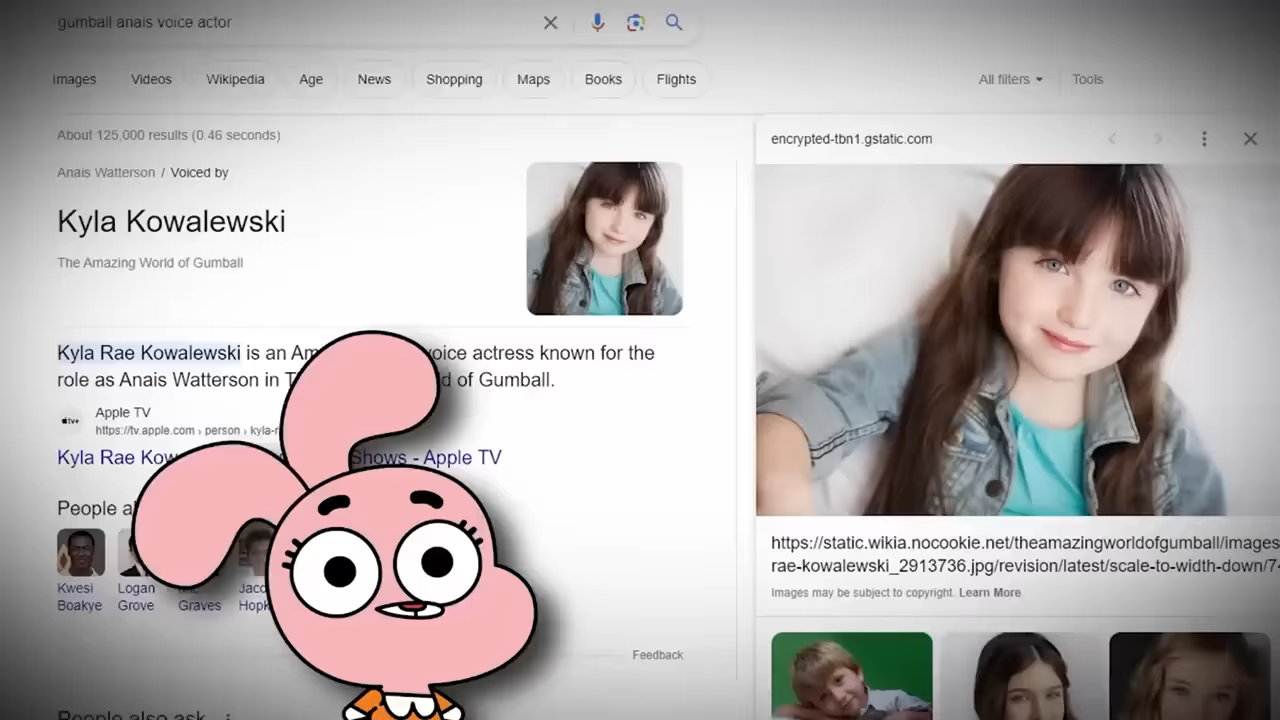 gumball anais voice actor
Images Videos Wikipedia Age News Shopping Maps Books Flights All filters Tools
About 125,000 results (0.46 seconds)
Anais Watterson / Voiced by
Kyla Kowalewski
The Amazing World of Gumball
Kyla Rae Kowalewski is an Am voice actress known for the
role as Anais Watterson in T d of Gumball.
tv+
Apple TV
https://tv.apple.com › person › kyla-r
Kyla Rae Kow Shows - Apple TV
People al
Kwesi
Boakye
Logan
Grove
Graves
Jaco
Hopk
Feedback
People also ask
encrypted-tbn1.gstatic.com
https://static.wikia.nocookie.net/theamazingworldofgumball/images
rae-kowalewski_2913736.jpg/revision/latest/scale-to-width-down/7
Images may be subject to copyright. Learn More